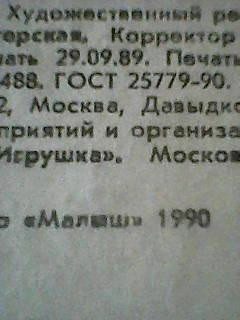 Художественный ре
терская. Корректор
ать 29.09.89. Печать
488. ГОСТ 25779-90.
2, Москва, Давыдко
приятий и организа
Игрушка». Москов
о «Малыш» 1990